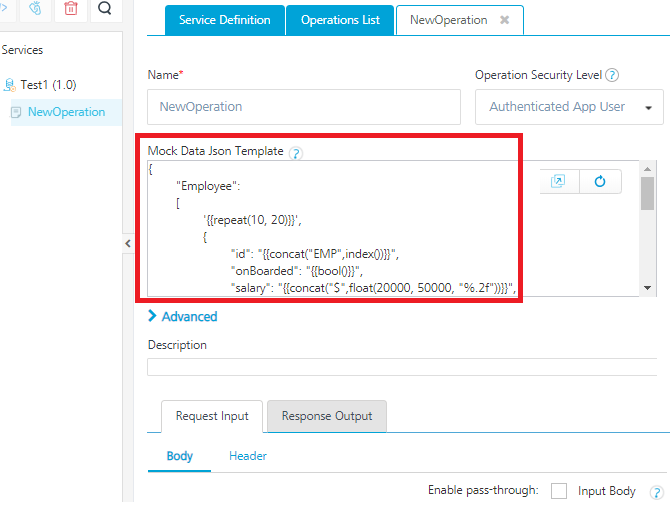 Service Definition
Operations List
NewOperation ✖
Services
Test1 (1.0)
NewOperation
Name*
NewOperation
Operation Security Level ?
Authenticated App User
Mock Data Json Template ?
{
"Employee":
[
'{{repeat(10, 20)}}',
{
"id": "{{concat("EMP",index())}}",
"onBoarded": "{{bool()}}",
"salary": "{{concat("$",float(20000, 50000, "%.2f"))}}",
Advanced
Description
Request Input
Response Output
Body
Header
Enable pass-through:
Input Body ?